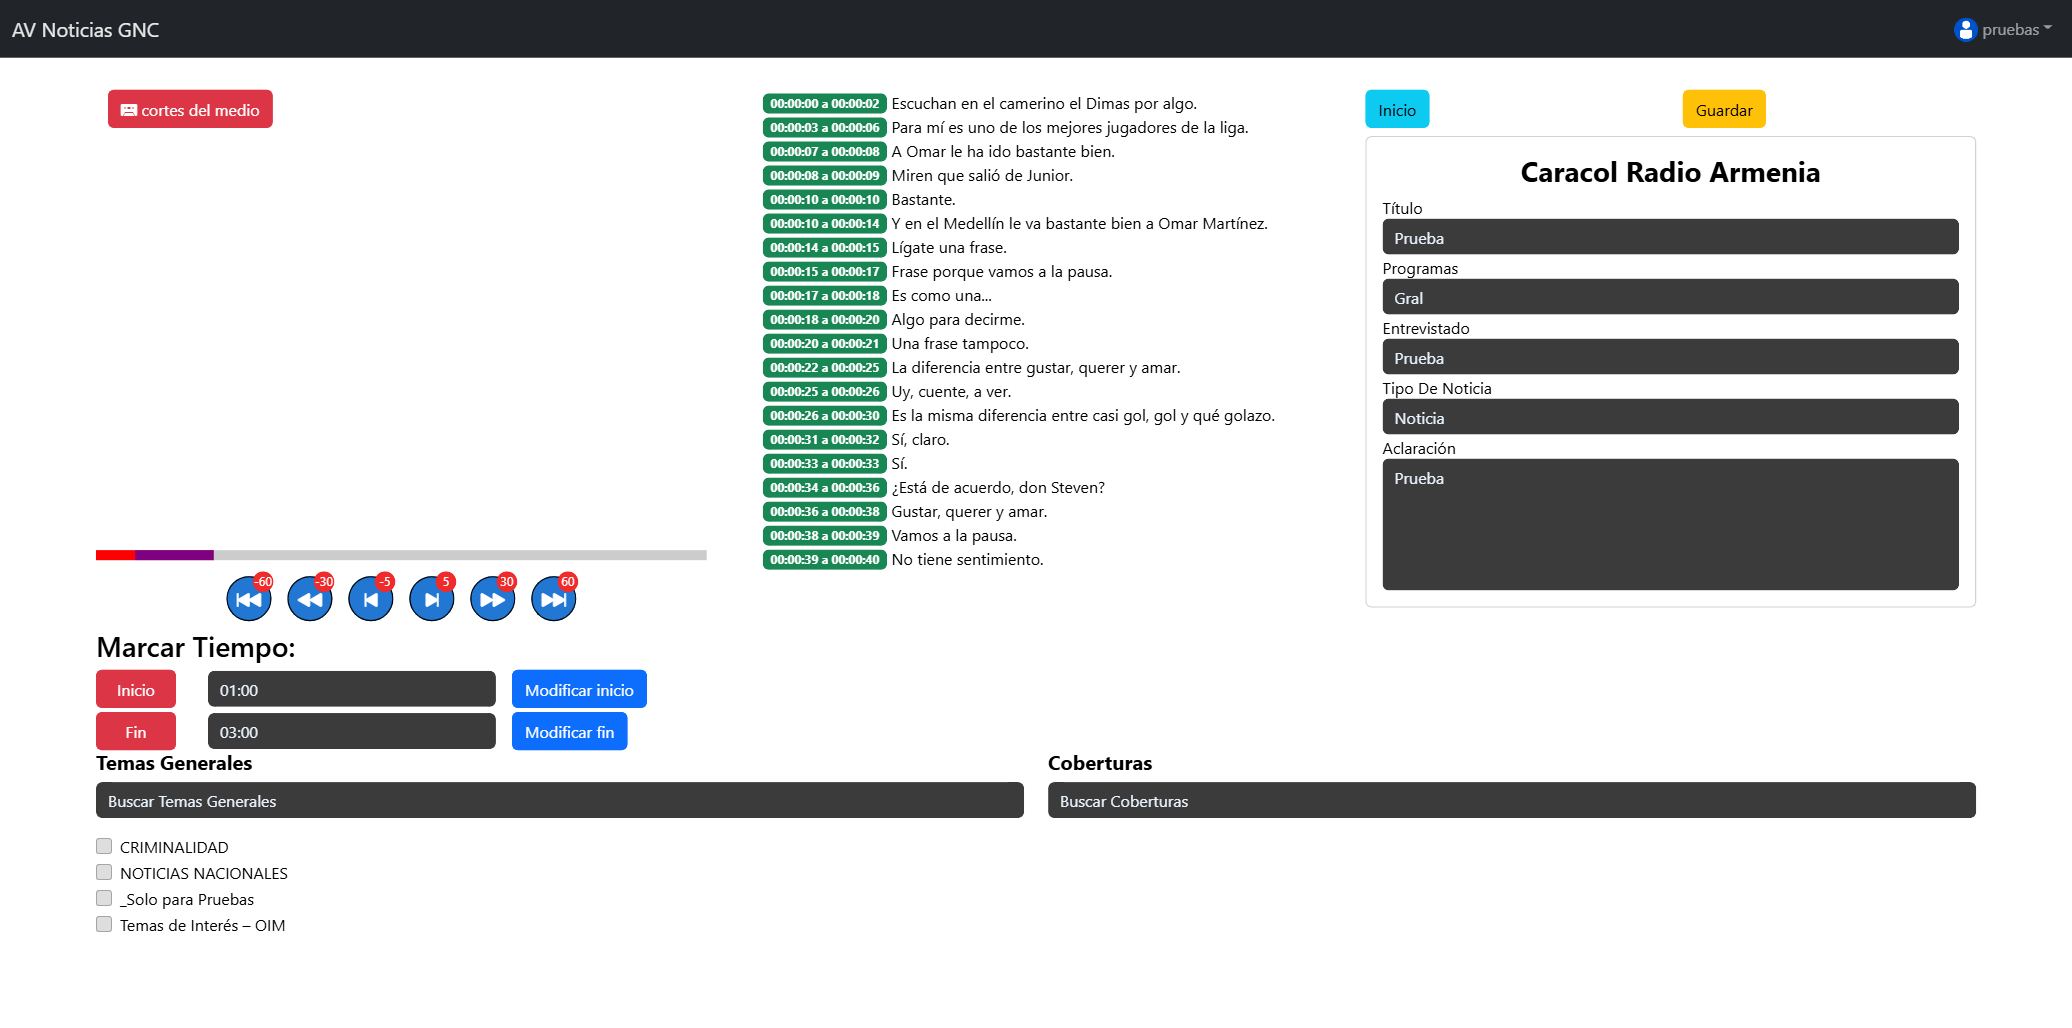 AV Noticias GNC
pruebas
cortes del medio
00:00:00 a 00:00:02 Escuchan en el camerino el Dimas por algo.
00:00:03 a 00:00:06 Para mí es uno de los mejores jugadores de la liga.
00:00:07 a 00:00:08 A Omar le ha ido bastante bien.
00:00:08 a 00:00:09 Miren que salió de Junior.
00:00:10 a 00:00:10 Bastante.
00:00:10 a 00:00:14 Y en el Medellín le va bastante bien a Omar Martínez.
00:00:14 a 00:00:15 Lígate una frase.
00:00:15 a 00:00:17 Frase porque vamos a la pausa.
00:00:17 a 00:00:18 Es como una...
00:00:18 a 00:00:20 Algo para decirme.
00:00:20 a 00:00:21 Una frase tampoco.
00:00:22 a 00:00:25 La diferencia entre gustar, querer y amar.
00:00:25 a 00:00:26 Uy, cuente, a ver.
00:00:26 a 00:00:30 Es la misma diferencia entre casi gol, gol y qué golazo.
00:00:31 a 00:00:32 Sí, claro.
00:00:33 a 00:00:33 Sí.
00:00:34 a 00:00:36 ¿Está de acuerdo, don Steven?
00:00:36 a 00:00:38 Gustar, querer y amar.
00:00:38 a 00:00:39 Vamos a la pausa.
00:00:39 a 00:00:40 No tiene sentimiento.
Inicio
Guardar
Caracol Radio Armenia
Título
Prueba
Programas
Gral
Entrevistado
Prueba
Tipo De Noticia
Noticia
Aclaración
Prueba
-60
-30
-5
5
30
60
Marcar Tiempo:
Inicio
01:00
Modificar inicio
Fin
03:00
Modificar fin
Temas Generales
Buscar Temas Generales
CRIMINALIDAD
NOTICIAS NACIONALES
_Solo para Pruebas
Temas de Interés – OIM
Coberturas
Buscar Coberturas